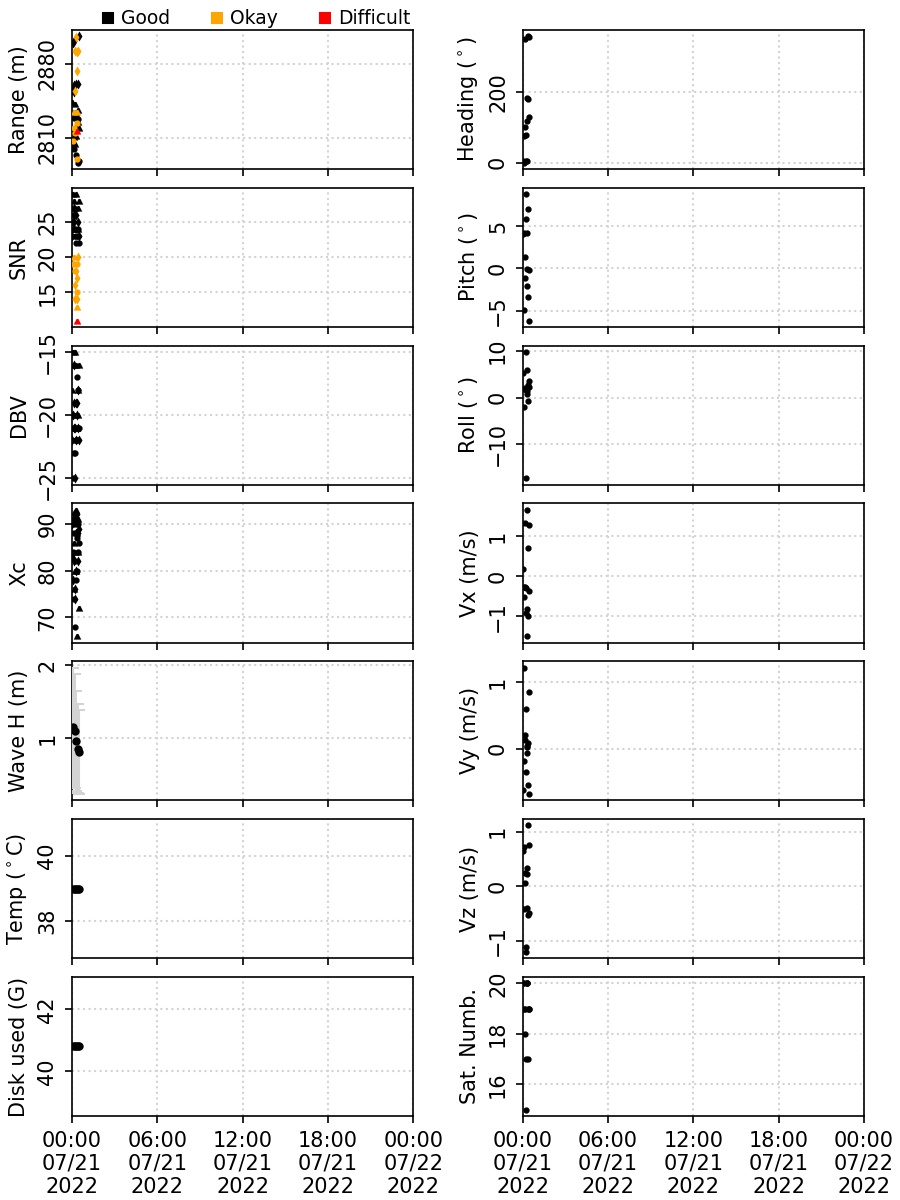 Good Okay Difficult
Range (m)
2880
2810
Heading (°)
200
0
SNR
25
20
15
Pitch (°)
5
0
−5
DBV
−15
−20
−25
Roll (°)
10
0
−10
Xc
90
80
70
Vx (m/s)
1
0
−1
Wave H (m)
2
1
Vy (m/s)
1
0
Temp (°C)
40
38
Vz (m/s)
1
0
−1
Disk used (G)
42
40
Sat. Numb.
20
18
16
00:00 06:00 12:00 18:00 00:00
07/21 07/21 07/21 07/21 07/22
2022 2022 2022 2022 2022
00:00 06:00 12:00 18:00 00:00
07/21 07/21 07/21 07/21 07/22
2022 2022 2022 2022 2022